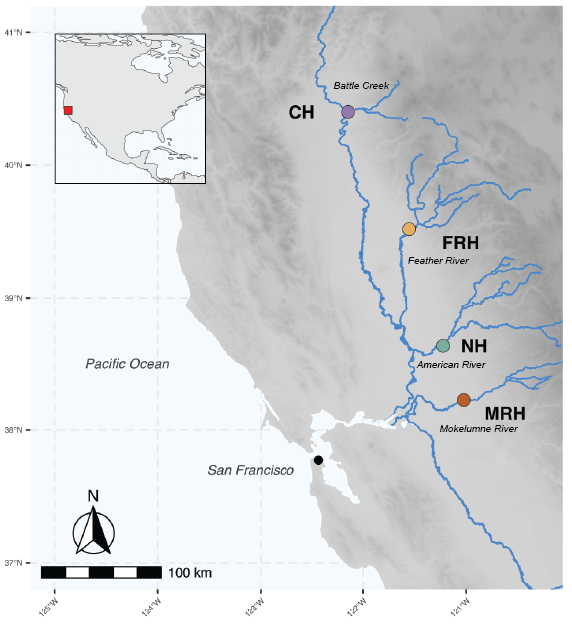 41°N
Battle Creek
CH
40°N
FRH
Feather River
39°N
NH
American River
Pacific Ocean
MRH
Mokelumne River
38°N
San Francisco
N
100 km
37°N
125°W
124°W
123°W
122°W
121°W